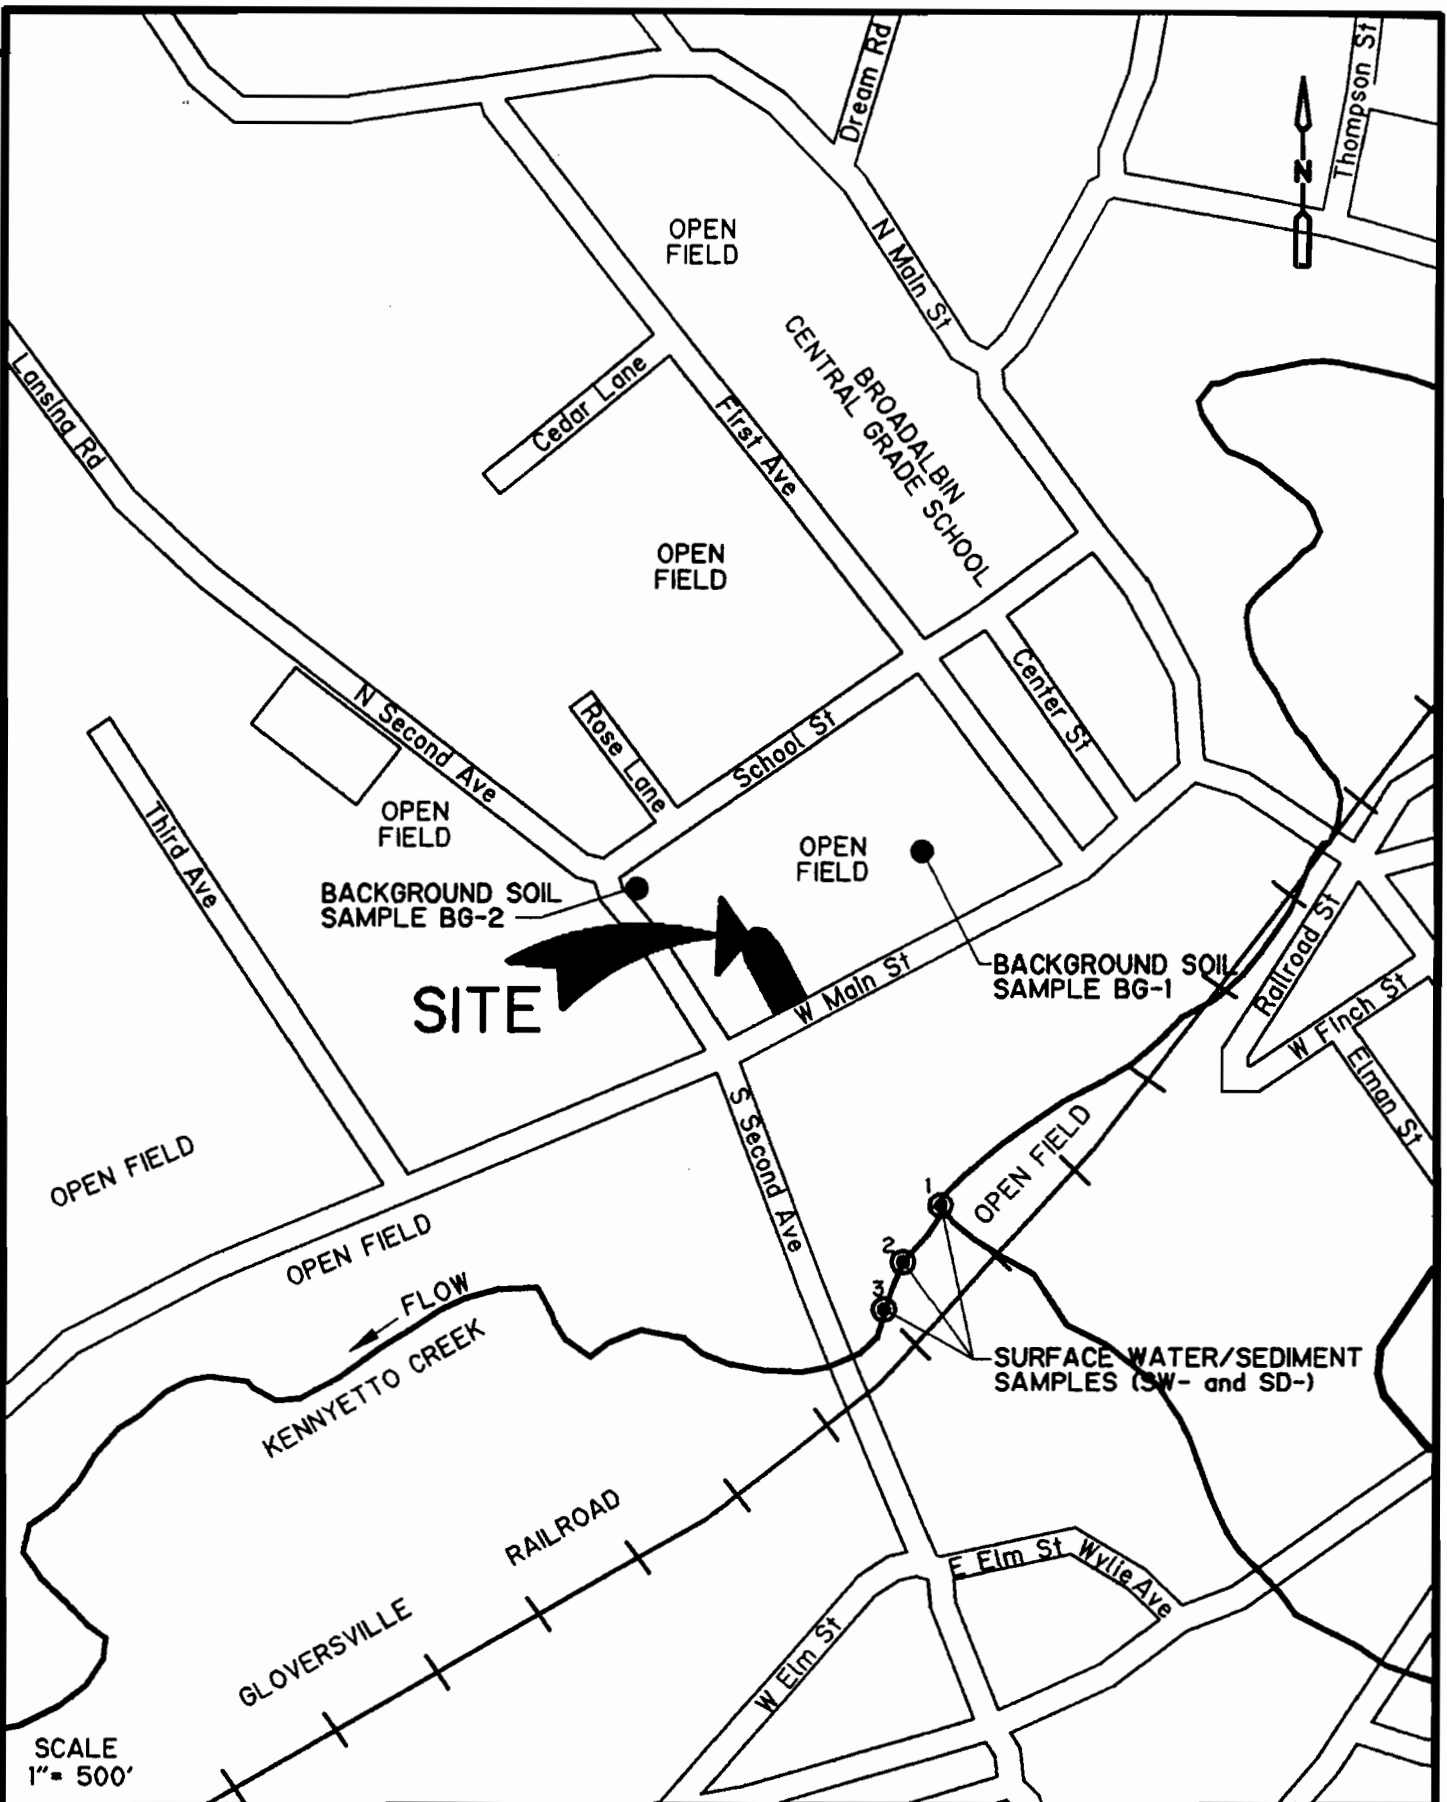 Dream Rd
Thompson St
N
OPEN
FIELD
N Main St
Lansing Rd
Cedar Lane
First Ave
BROADALBIN
CENTRAL GRADE SCHOOL
OPEN
FIELD
Center St
N Second Ave
Rose Lane
School St
Third Ave
OPEN
FIELD
OPEN
FIELD
BACKGROUND SOIL
SAMPLE BG-2
BACKGROUND SOIL
SAMPLE BG-1
SITE
W Main St
Railroad St
W Finch St
Elman St
OPEN FIELD
S Second Ave
OPEN FIELD
1
2
3
OPEN FIELD
FLOW
KENNYETTO CREEK
SURFACE WATER/SEDIMENT
SAMPLES (SW- and SD-)
RAILROAD
E Elm St
Wylie Ave
GLOVERSVILLE
W Elm St
SCALE
1"= 500'